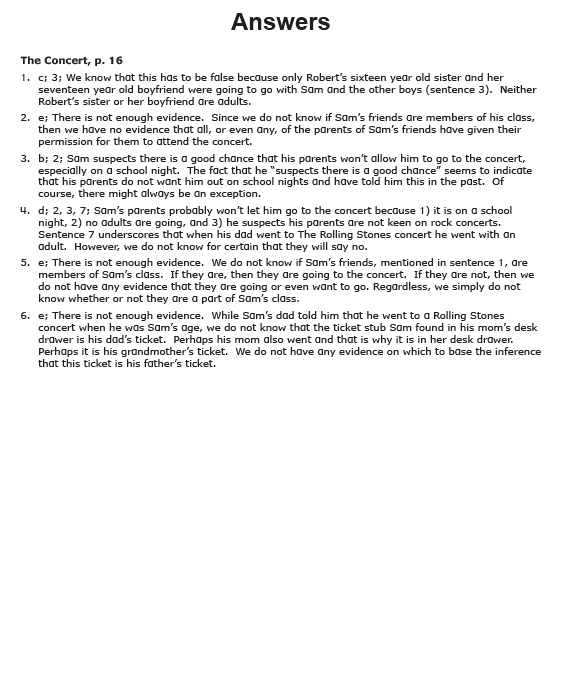 Answers
The Concert, p. 16
1. c; 3; We know that this has to be false because only Robert’s sixteen year old sister and her
seventeen year old boyfriend were going to go with Sam and the other boys (sentence 3). Neither
Robert’s sister or her boyfriend are adults.
2. e; There is not enough evidence. Since we do not know if Sam’s friends are members of his class,
then we have no evidence that all, or even any, of the parents of Sam’s friends have given their
permission for them to attend the concert.
3. b; 2; Sam suspects there is a good chance that his parents won’t allow him to go to the concert,
especially on a school night. The fact that he “suspects there is a good chance” seems to indicate
that his parents do not want him out on school nights and have told him this in the past. Of
course, there might always be an exception.
4. d; 2, 3, 7; Sam’s parents probably won’t let him go to the concert because 1) it is on a school
night, 2) no adults are going, and 3) he suspects his parents are not keen on rock concerts.
Sentence 7 underscores that when his dad went to The Rolling Stones concert he went with an
adult. However, we do not know for certain that they will say no.
5. e; There is not enough evidence. We do not know if Sam’s friends, mentioned in sentence 1, are
members of Sam’s class. If they are, then they are going to the concert. If they are not, then we
do not have any evidence that they are going or even want to go. Regardless, we simply do not
know whether or not they are a part of Sam’s class.
6. e; There is not enough evidence. While Sam’s dad told him that he went to a Rolling Stones
concert when he was Sam’s age, we do not know that the ticket stub Sam found in his mom’s desk
drawer is his dad’s ticket. Perhaps his mom also went and that is why it is in her desk drawer.
Perhaps it is his grandmother’s ticket. We do not have any evidence on which to base the inference
that this ticket is his father’s ticket.